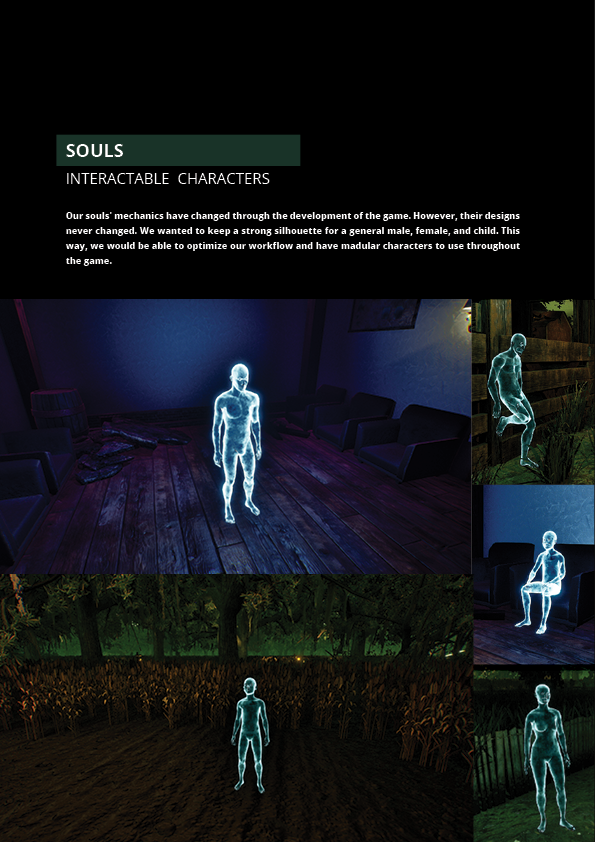 SOULS
INTERACTABLE CHARACTERS
Our souls' mechanics have changed through the development of the game. However, their designs
never changed. We wanted to keep a strong silhouette for a general male, female, and child. This
way, we would be able to optimize our workflow and have madular characters to use throughout
the game.